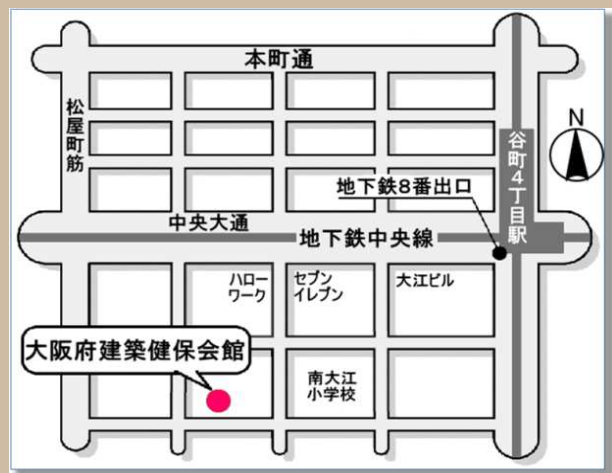 本町通
松屋町筋
N
谷町4丁目駅
地下鉄8番出口
中央大通
地下鉄中央線
ハロー
ワーク
セブン
イレブン
大江ビル
大阪府建築健保会館
南大江
小学校